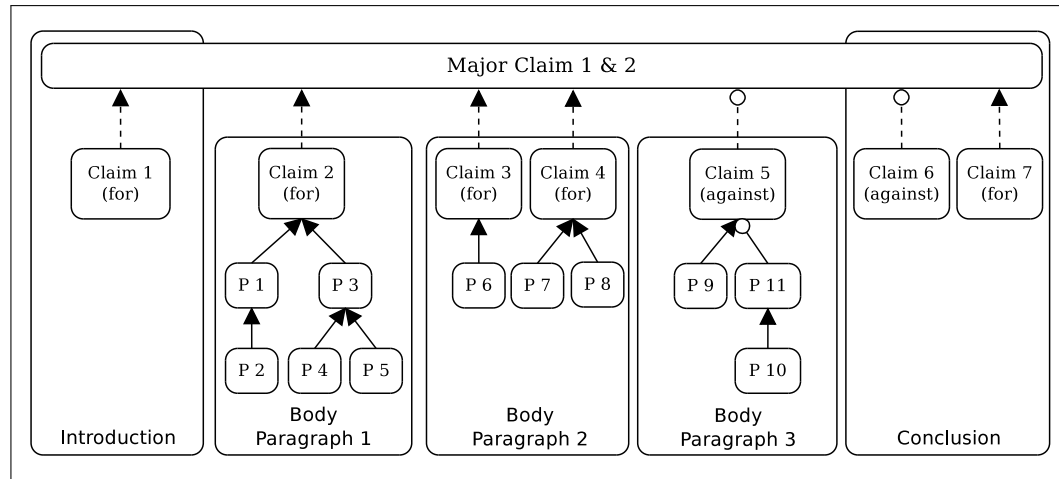 Major Claim 1 & 2
Claim 1
(for)
Claim 2
(for)
Claim 3
(for)
Claim 4
(for)
Claim 5
(against)
Claim 6
(against)
Claim 7
(for)
P 1
P 3
P 6
P 7
P 8
P 9
P 11
P 2
P 4
P 5
P 10
Introduction
Body
Paragraph 1
Body
Paragraph 2
Body
Paragraph 3
Conclusion